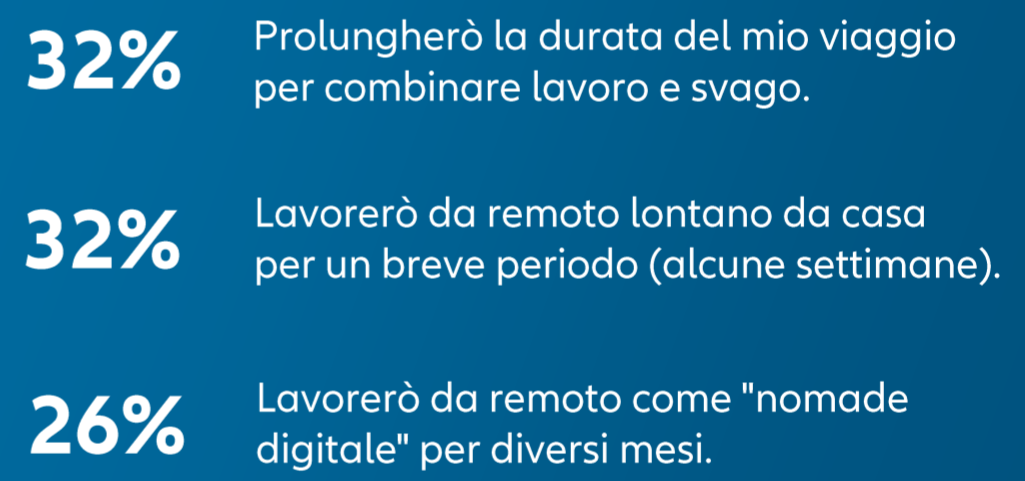 32%
Prolungherò la durata del mio viaggio
per combinare lavoro e svago.
32%
Lavorerò da remoto lontano da casa
per un breve periodo (alcune settimane).
26%
Lavorerò da remoto come "nomade
digitale" per diversi mesi.